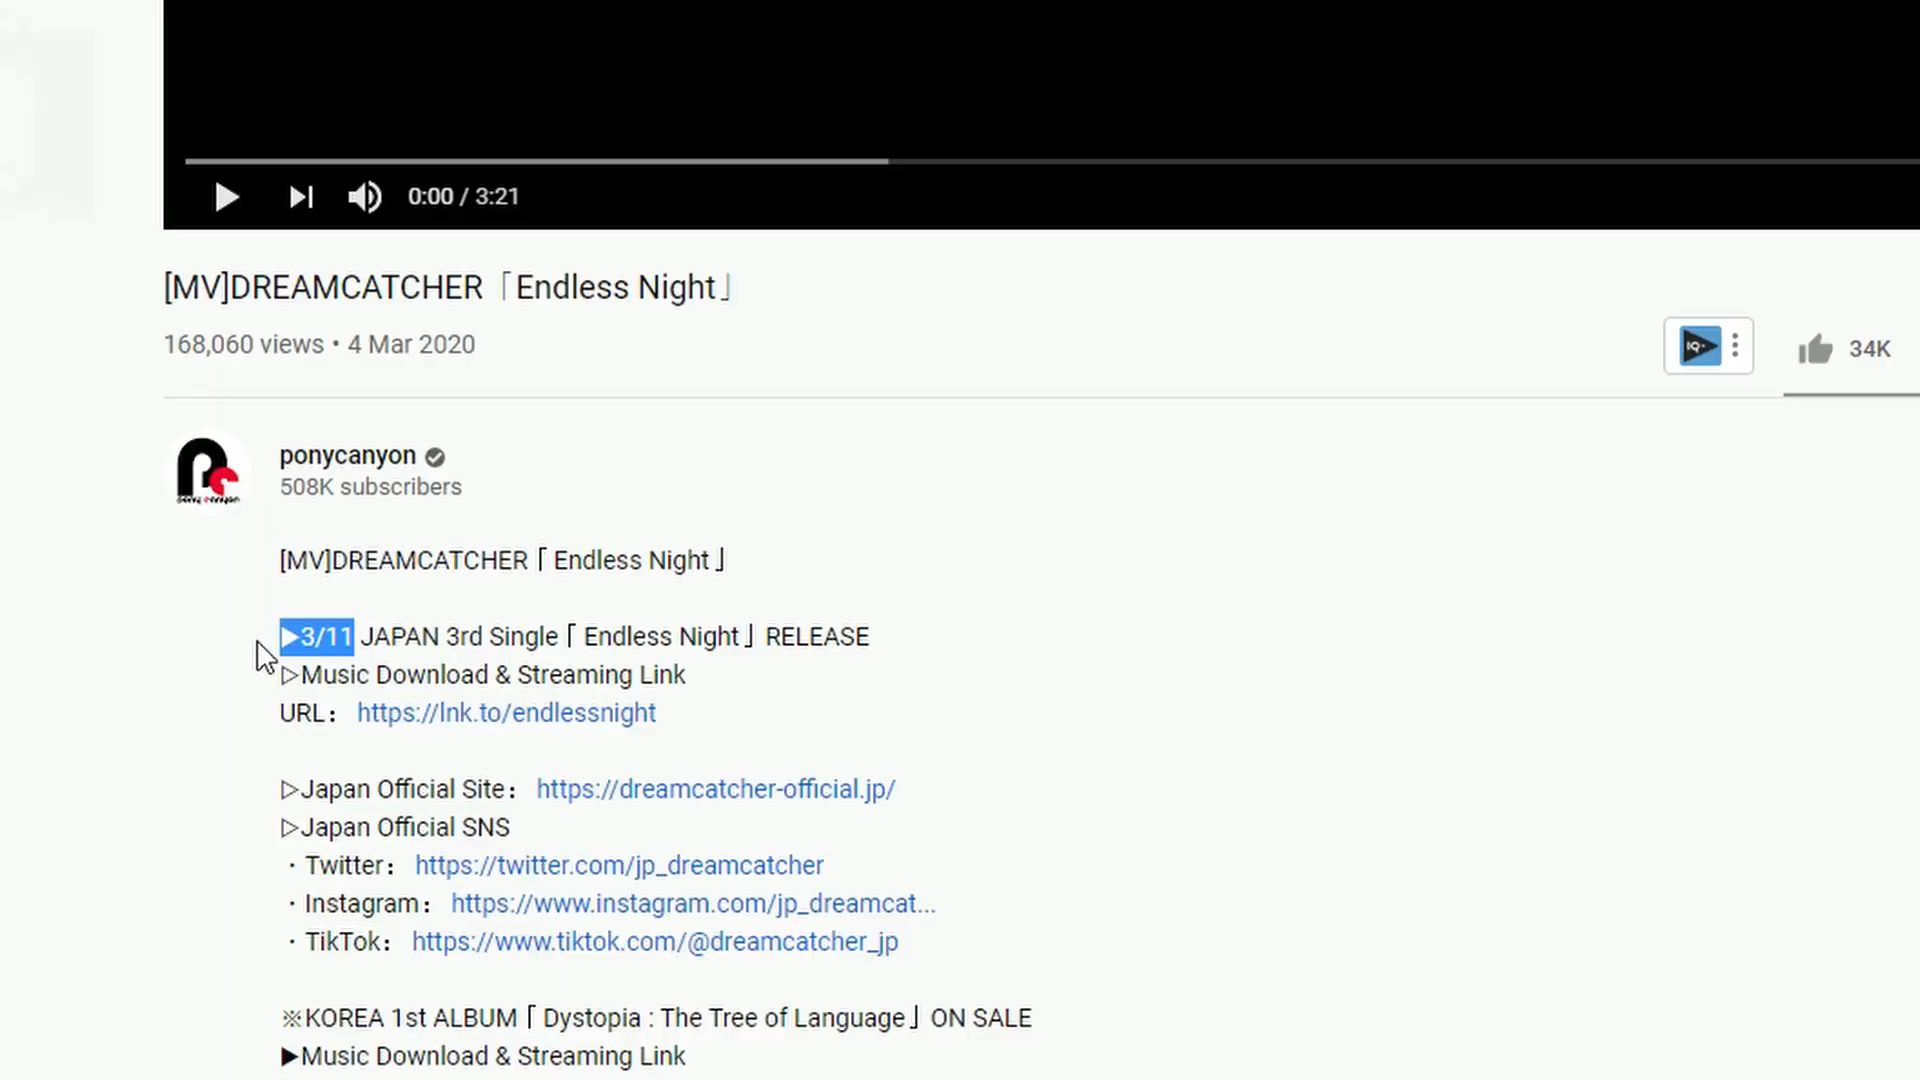 0:00 / 3:21
[MV]DREAMCATCHER「Endless Night」
168,060 views • 4 Mar 2020
IQ
34K
ponycanyon
508K subscribers
[MV]DREAMCATCHER「Endless Night」
▶3/11 JAPAN 3rd Single「Endless Night」RELEASE
▷Music Download & Streaming Link
URL： https://lnk.to/endlessnight
▷Japan Official Site： https://dreamcatcher-official.jp/
▷Japan Official SNS
・Twitter： https://twitter.com/jp_dreamcatcher
・Instagram： https://www.instagram.com/jp_dreamcat...
・TikTok： https://www.tiktok.com/@dreamcatcher_jp
※KOREA 1st ALBUM「Dystopia : The Tree of Language」ON SALE
▶Music Download & Streaming Link